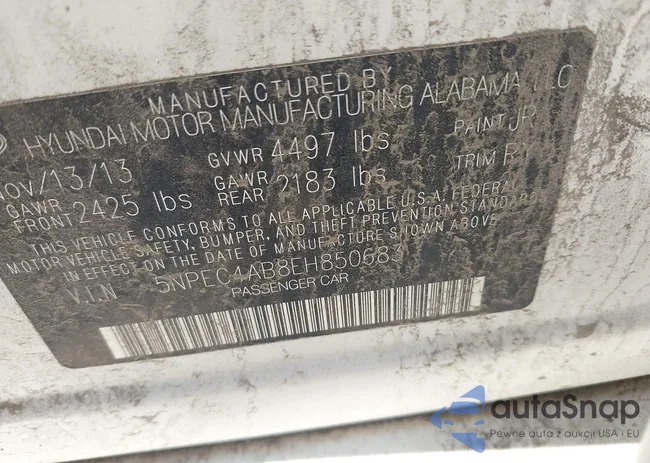 MANUFACTURED BY
HYUNDAI MOTOR MANUFACTURING ALABAMA LLC
NOV/13/13 GVWR 4497 lbs PAINT
GAWR FRONT 2425 lbs GAWR REAR 2183 lbs TRIM
THIS VEHICLE CONFORMS TO ALL APPLICABLE U.S.A. FEDERAL
MOTOR VEHICLE SAFETY, BUMPER, AND THEFT PREVENTION STANDARDS
IN EFFECT ON THE DATE OF MANUFACTURE SHOWN ABOVE.
V.I.N 5NPEC4AB8EH850683
PASSENGER CAR
autoSnap
Pewne auta z aukcji USA i EU